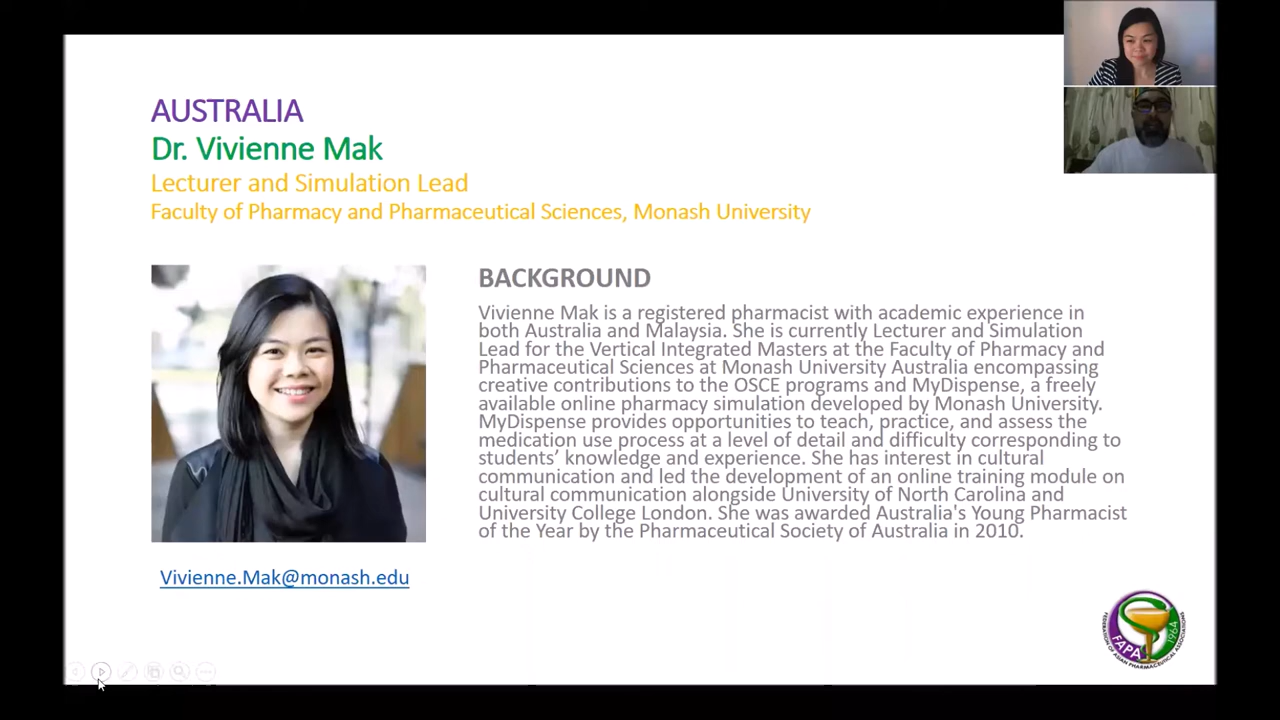 AUSTRALIA
Dr. Vivienne Mak
Lecturer and Simulation Lead
Faculty of Pharmacy and Pharmaceutical Sciences, Monash University
BACKGROUND
Vivienne Mak is a registered pharmacist with academic experience in
both Australia and Malaysia. She is currently Lecturer and Simulation
Lead for the Vertical Integrated Masters at the Faculty of Pharmacy and
Pharmaceutical Sciences at Monash University Australia encompassing
creative contributions to the OSCE programs and MyDispense, a freely
available online pharmacy simulation developed by Monash University.
MyDispense provides opportunities to teach, practice, and assess the
medication use process at a level of detail and difficulty corresponding to
students’ knowledge and experience. She has interest in cultural
communication and led the development of an online training module on
cultural communication alongside University of North Carolina and
University College London. She was awarded Australia's Young Pharmacist
of the Year by the Pharmaceutical Society of Australia in 2010.
Vivienne.Mak@monash.edu
FAPA 1964
FEDERATION OF ASIAN PHARMACEUTICAL ASSOCIATIONS